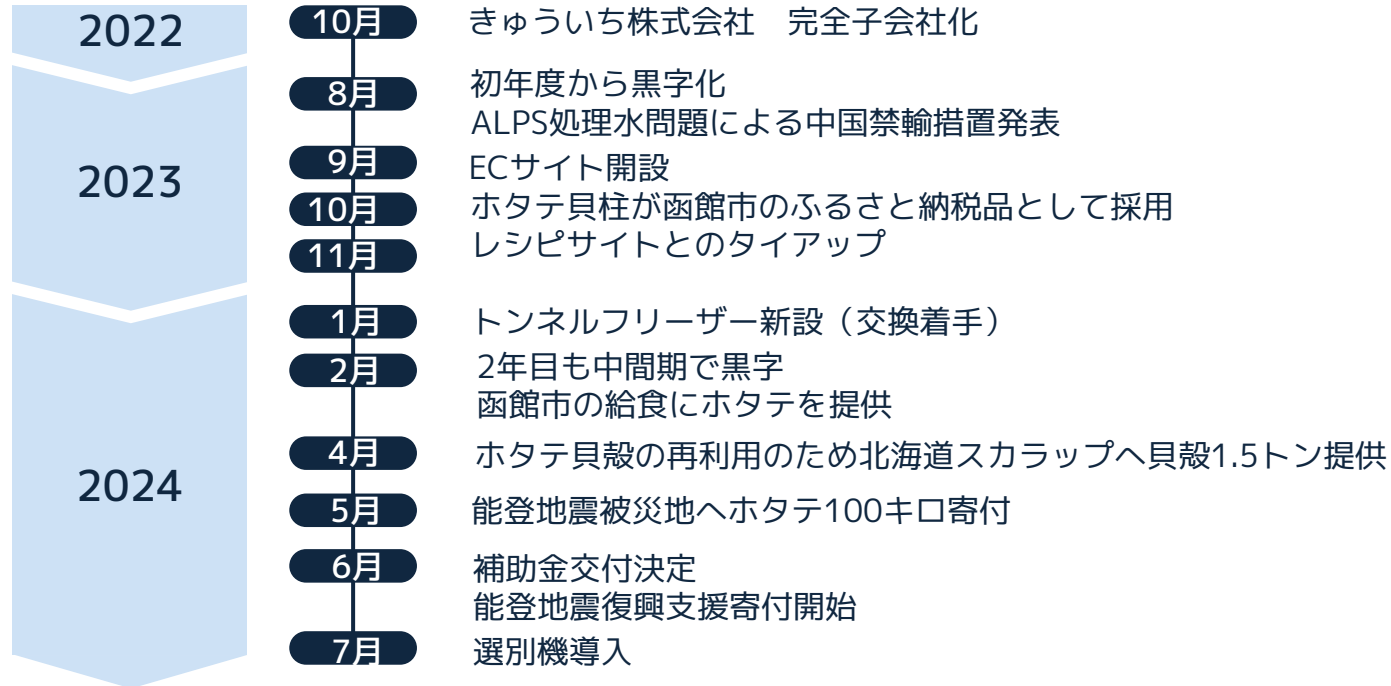 2022
10月
きゅういち株式会社　完全子会社化
2023
8月
初年度から黒字化
ALPS処理水問題による中国禁輸措置発表
9月
ECサイト開設
10月
ホタテ貝柱が函館市のふるさと納税品として採用
11月
レシピサイトとのタイアップ
2024
1月
トンネルフリーザー新設（交換着手）
2月
2年目も中間期で黒字
函館市の給食にホタテを提供
4月
ホタテ貝殻の再利用のため北海道スカラップへ貝殻1.5トン提供
5月
能登地震被災地へホタテ100キロ寄付
6月
補助金交付決定
能登地震復興支援寄付開始
7月
選別機導入